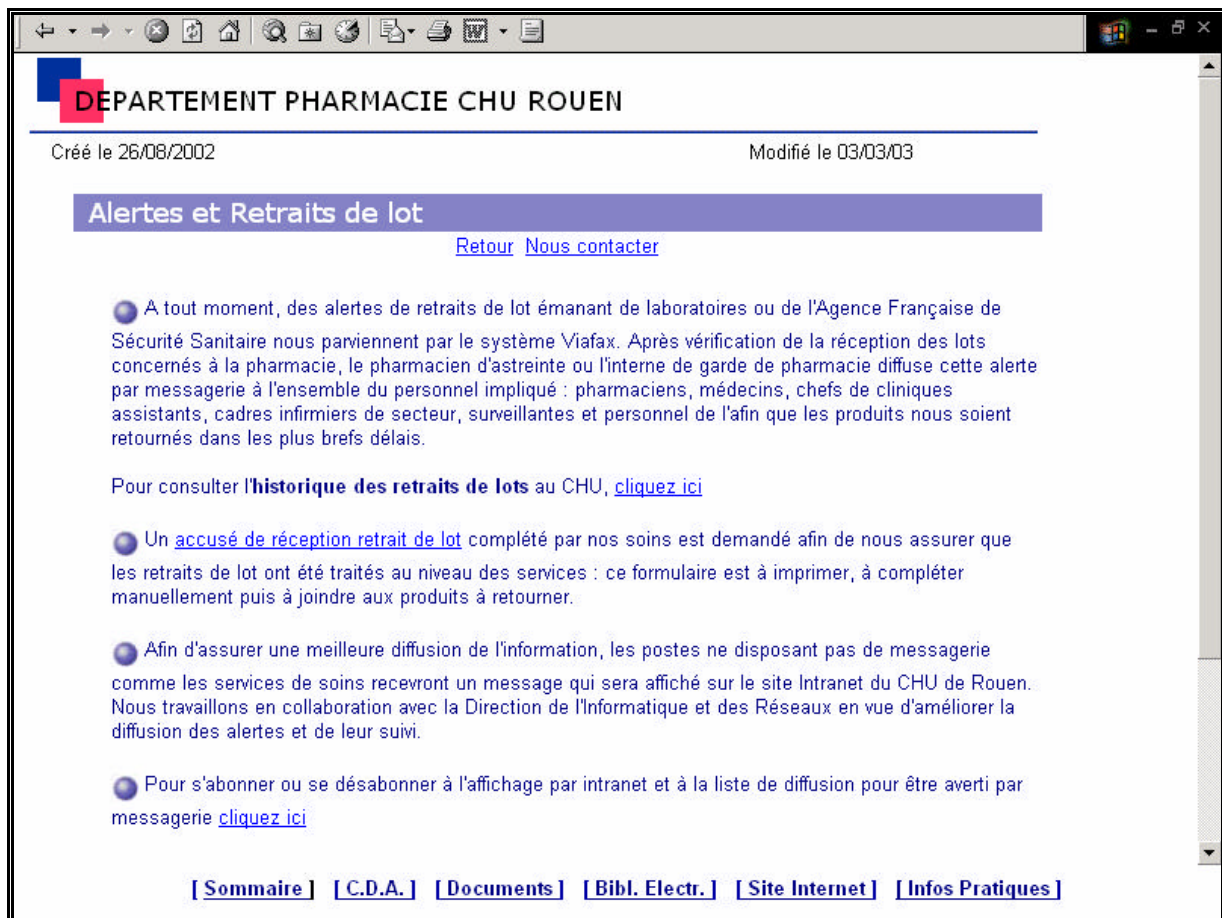 DEPARTEMENT PHARMACIE CHU ROUEN
Créé le 26/08/2002 Modifié le 03/03/03
Alertes et Retraits de lot
Retour Nous contacter
A tout moment, des alertes de retraits de lot émanant de laboratoires ou de l'Agence Française de
Sécurité Sanitaire nous parviennent par le système Viafax. Après vérification de la réception des lots
concernés à la pharmacie, le pharmacien d'astreinte ou l'interne de garde de pharmacie diffuse cette alerte
par messagerie à l'ensemble du personnel impliqué : pharmaciens, médecins, chefs de cliniques
assistants, cadres infirmiers de secteur, surveillantes et personnel de l'afin que les produits nous soient
retournés dans les plus brefs délais.
Pour consulter l'historique des retraits de lots au CHU, cliquez ici
Un accusé de réception retrait de lot complété par nos soins est demandé afin de nous assurer que
les retraits de lot ont été traités au niveau des services : ce formulaire est à imprimer, à compléter
manuellement puis à joindre aux produits à retourner.
Afin d'assurer une meilleure diffusion de l'information, les postes ne disposant pas de messagerie
comme les services de soins recevront un message qui sera affiché sur le site Intranet du CHU de Rouen.
Nous travaillons en collaboration avec la Direction de l'Informatique et des Réseaux en vue d'améliorer la
diffusion des alertes et de leur suivi.
Pour s'abonner ou se désabonner à l'affichage par intranet et à la liste de diffusion pour être averti par
messagerie cliquez ici
[ Sommaire ] [ C.D.A. ] [ Documents ] [ Bibl. Electr. ] [ Site Internet ] [ Infos Pratiques ]